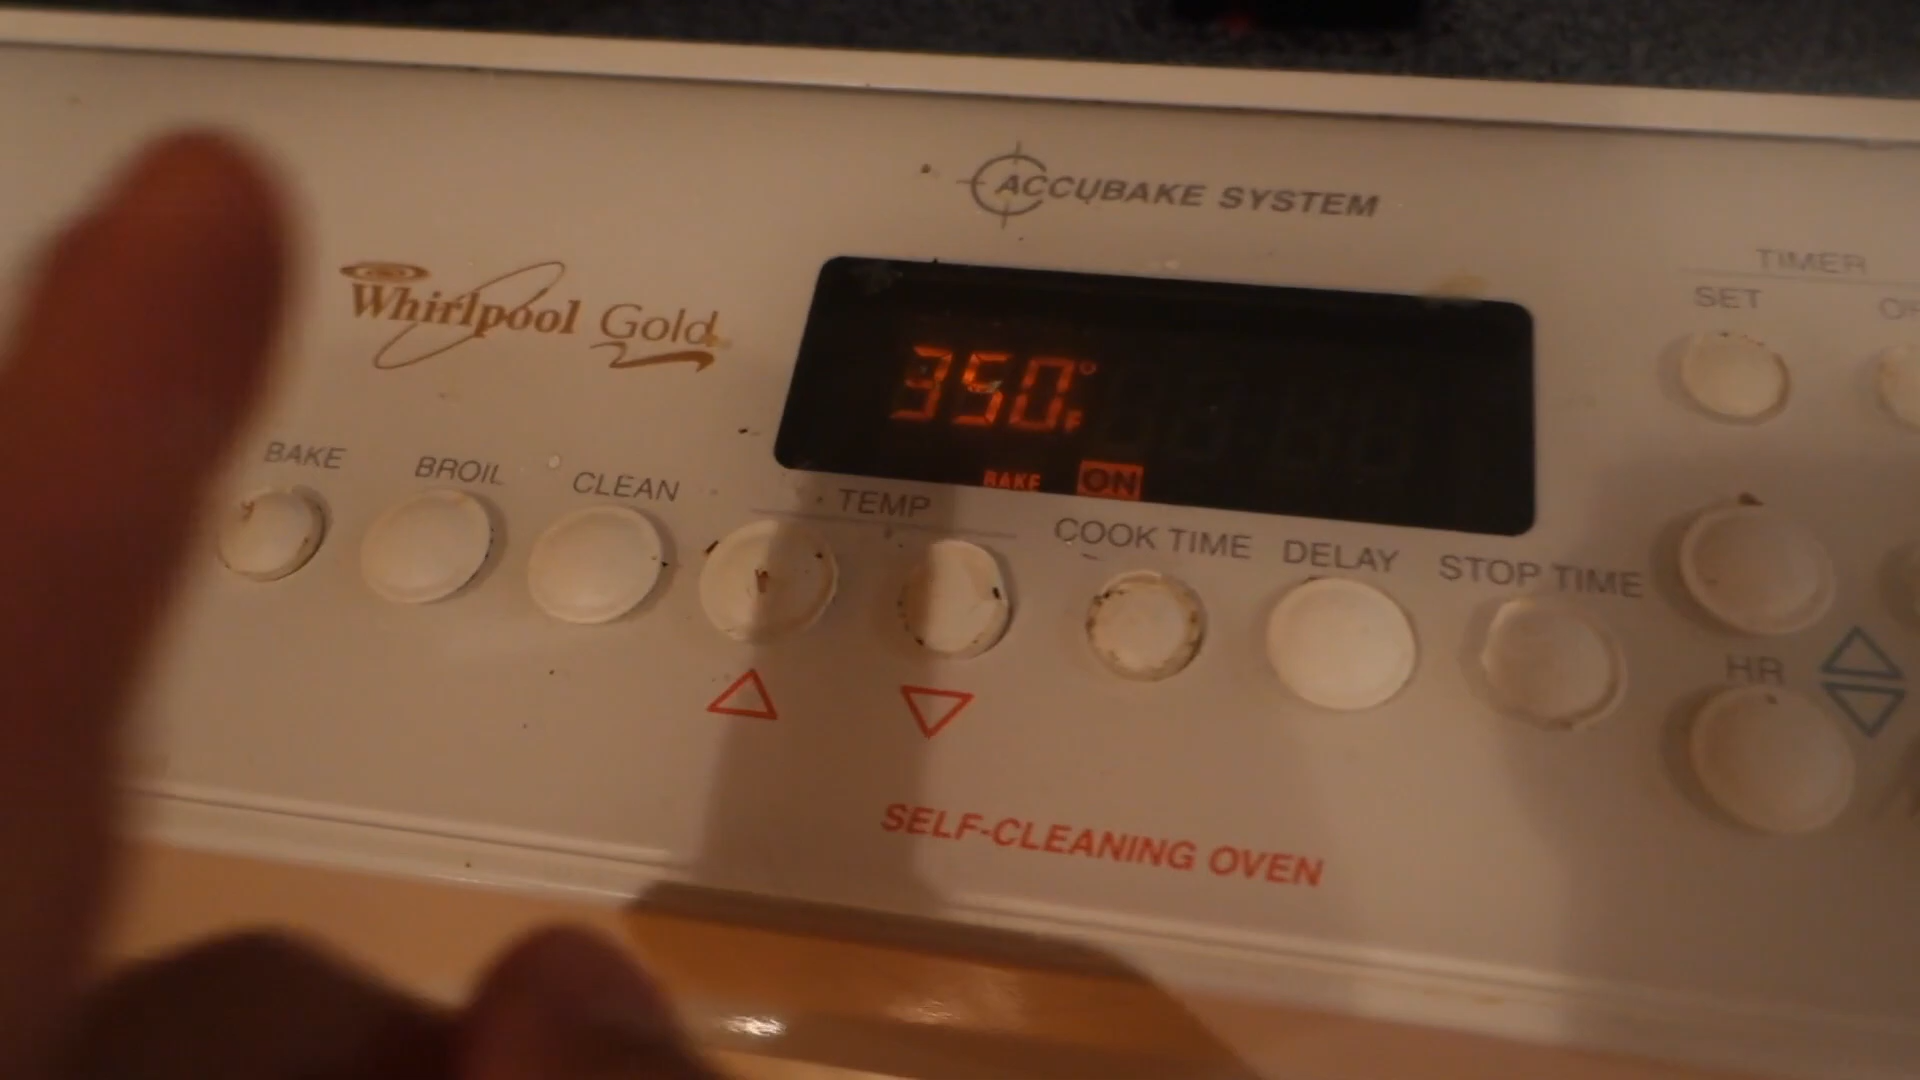 ACCUBAKE SYSTEM
Whirlpool Gold
350°F
BAKE ON
TIMER
SET
BAKE
BROIL
CLEAN
TEMP
COOK TIME
DELAY
STOP TIME
HR
SELF-CLEANING OVEN